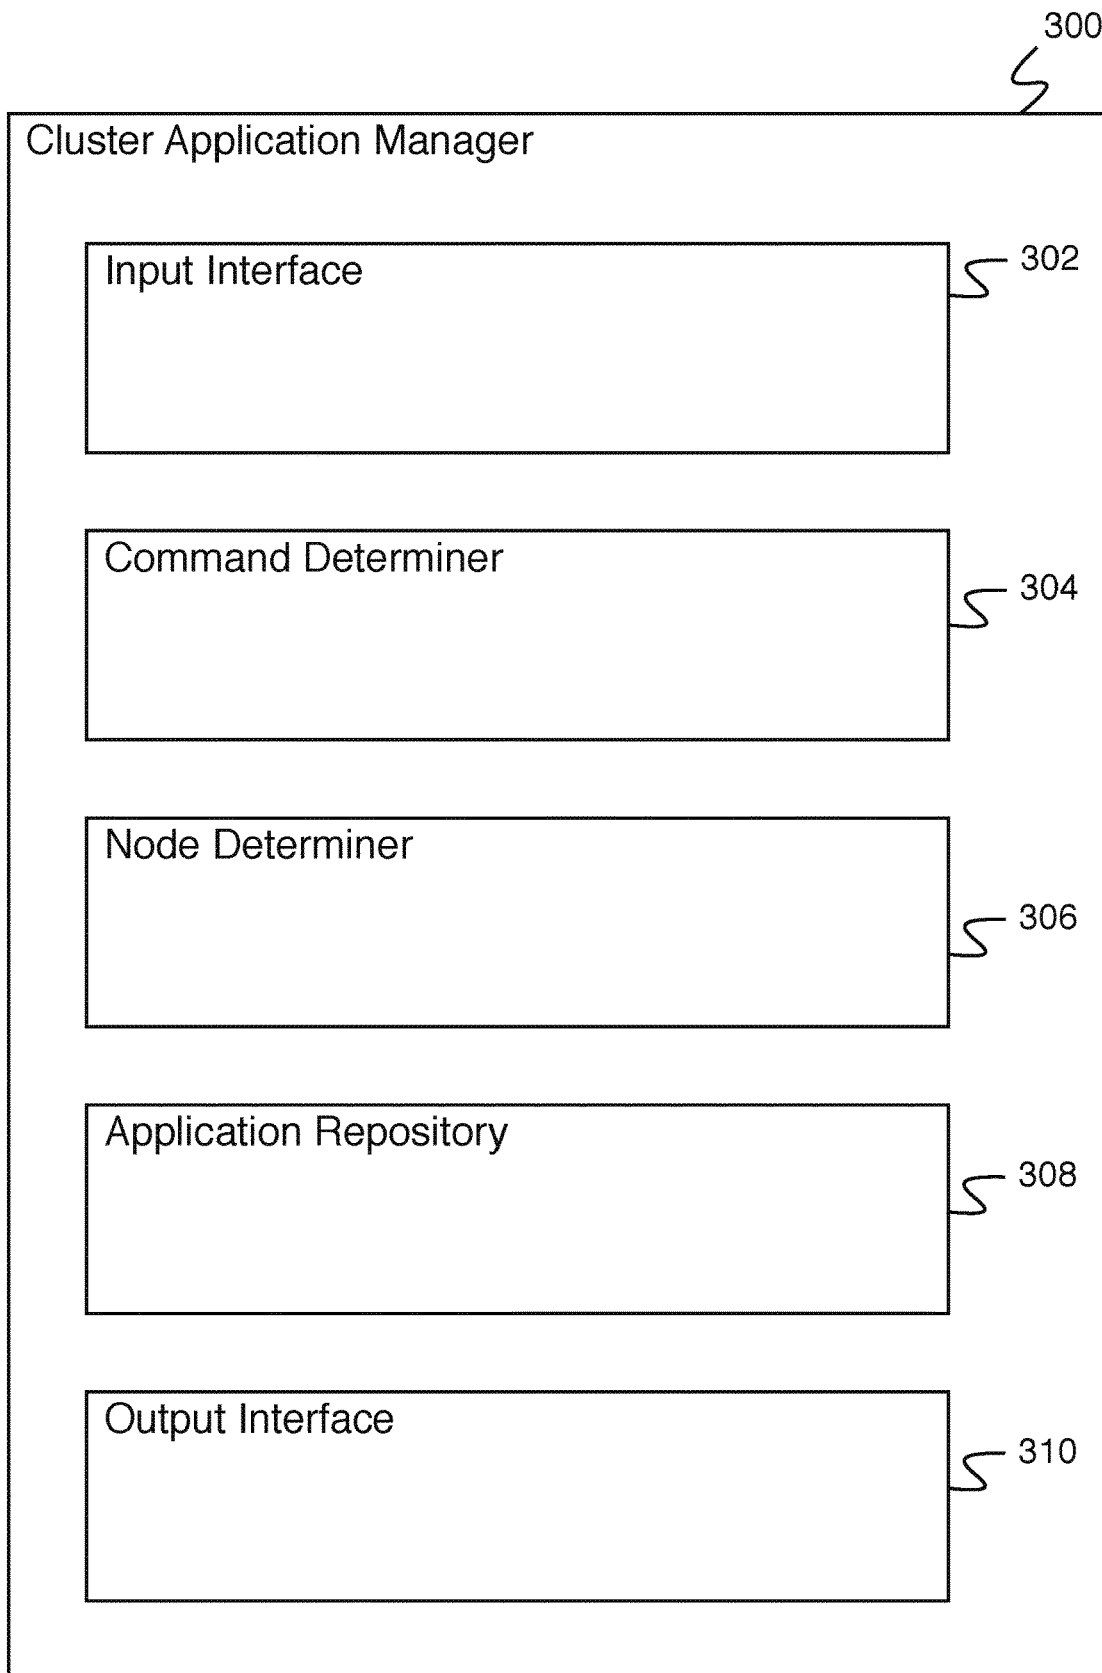 300
Cluster Application Manager
Input Interface
302
Command Determiner
304
Node Determiner
306
Application Repository
308
Output Interface
310